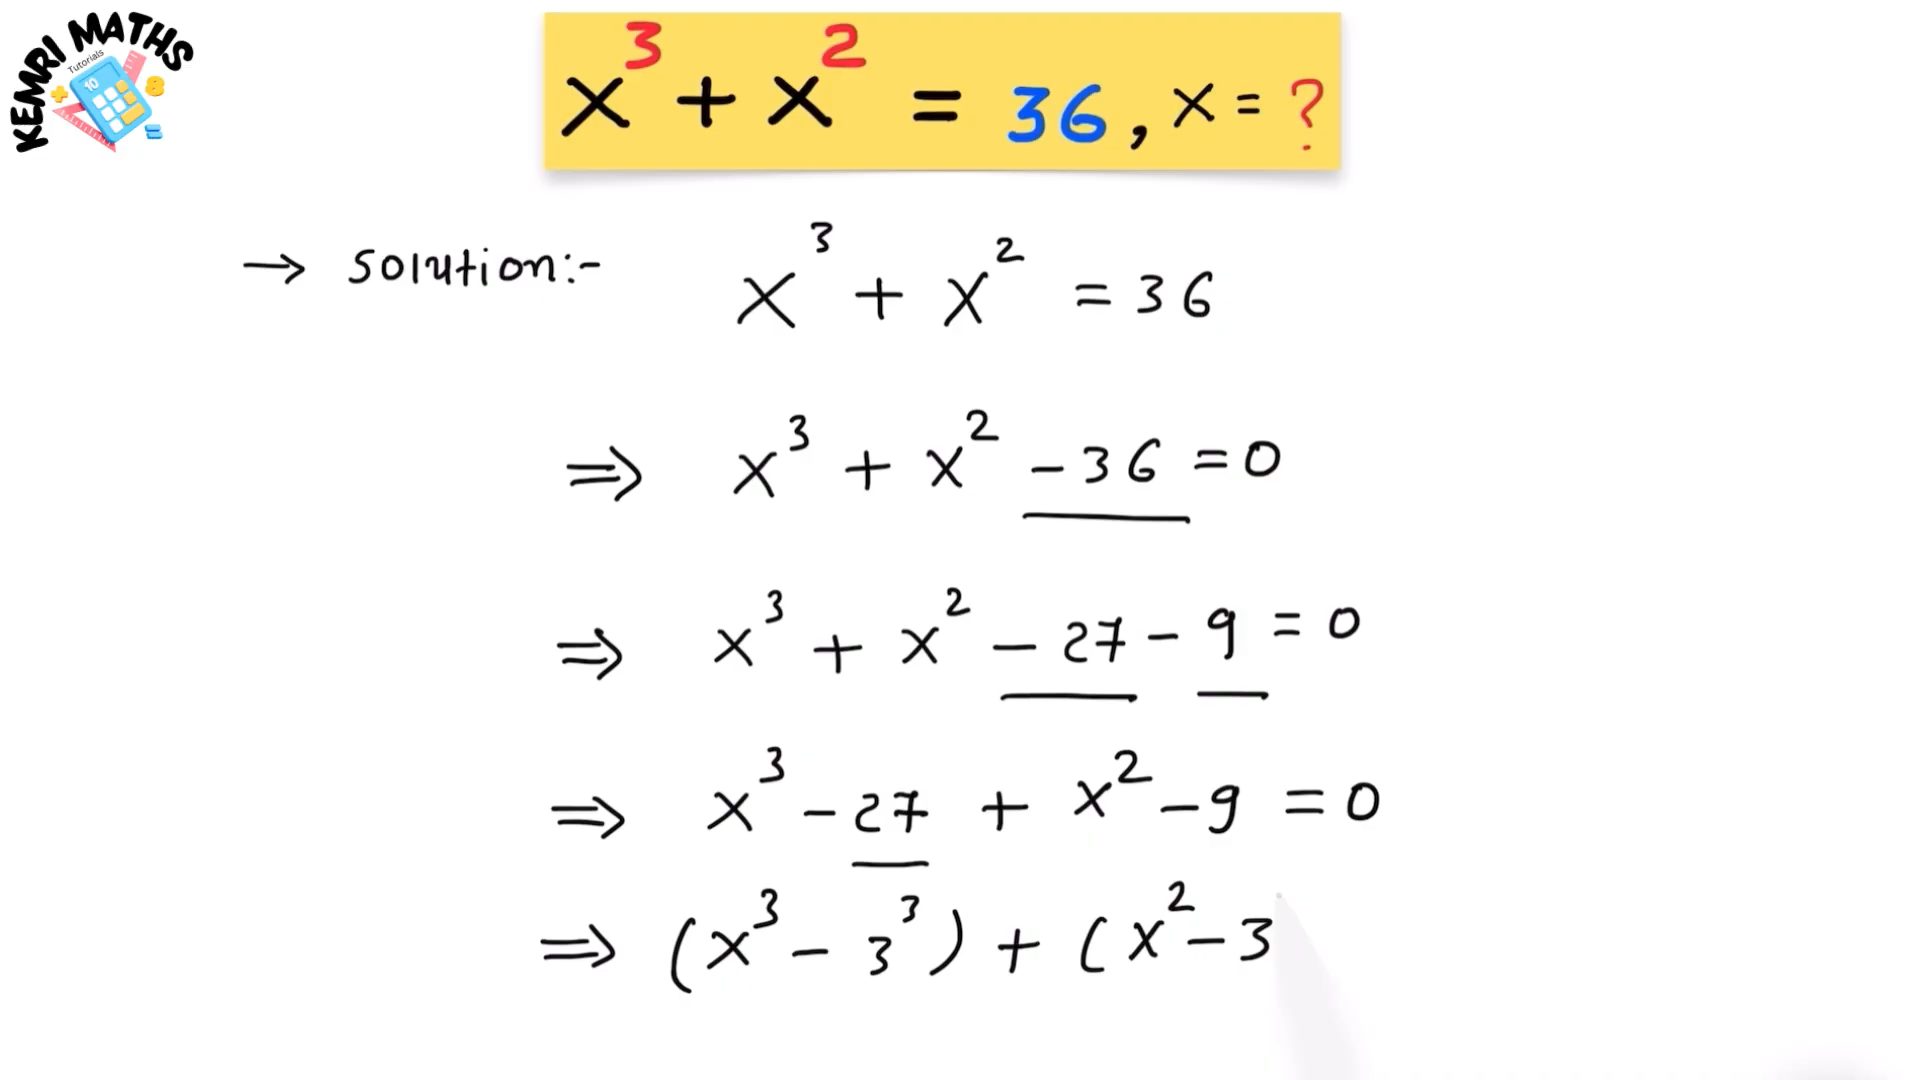 KEMRI MATHS
Tutorials
x³ + x² = 36, x = ?
→ Solution:- x³ + x² = 36
⇒ x³ + x² - 36 = 0
⇒ x³ + x² - 27 - 9 = 0
⇒ x³ - 27 + x² - 9 = 0
⇒ (x³ - 3³) + (x² - 3